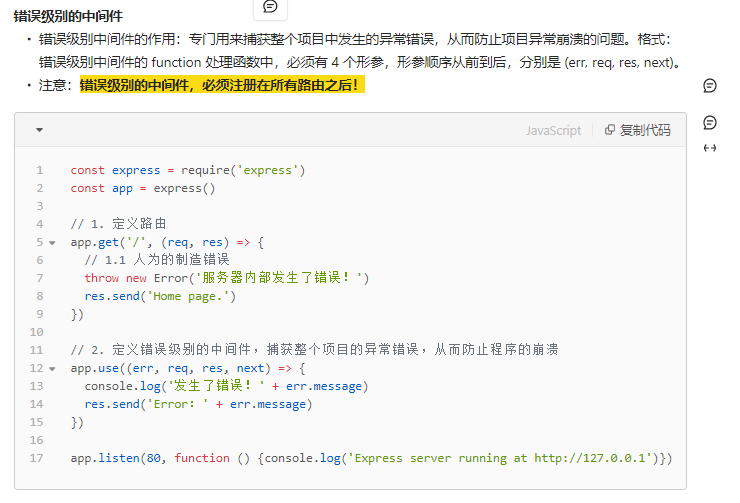 错误级别的中间件
• 错误级别中间件的作用：专门用来捕获整个项目中发生的异常错误，从而防止项目异常崩溃的问题。格式：
错误级别中间件的 function 处理函数中，必须有 4 个形参，形参顺序从前到后，分别是 (err, req, res, next)。
• 注意：错误级别的中间件，必须注册在所有路由之后！
JavaScript 复制代码
1 const express = require('express')
2 const app = express()
3
4 // 1. 定义路由
5 app.get('/', (req, res) => {
6 // 1.1 人为的制造错误
7 throw new Error('服务器内部发生了错误！')
8 res.send('Home page.')
9 })
10
11 // 2. 定义错误级别的中间件，捕获整个项目的异常错误，从而防止程序的崩溃
12 app.use((err, req, res, next) => {
13 console.log('发生了错误！' + err.message)
14 res.send('Error：' + err.message)
15 })
16
17 app.listen(80, function () {console.log('Express server running at http://127.0.0.1')})